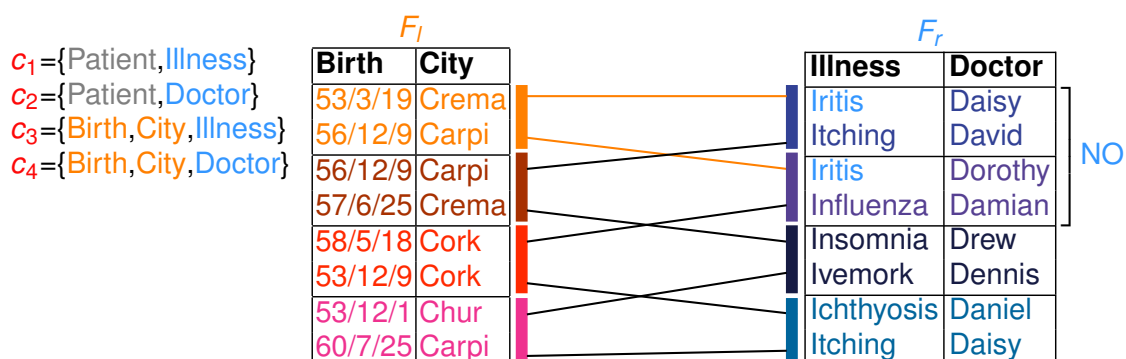 c1={Patient,Illness}
c2={Patient,Doctor}
c3={Birth,City,Illness}
c4={Birth,City,Doctor}
Fl
Birth City
53/3/19 Crema
56/12/9 Carpi
56/12/9 Carpi
57/6/25 Crema
58/5/18 Cork
53/12/9 Cork
53/12/1 Chur
60/7/25 Carpi
Fr
Illness Doctor
Iritis Daisy
Itching David
Iritis Dorothy
Influenza Damian
Insomnia Drew
Ivemork Dennis
Ichthyosis Daniel
Itching Daisy
NO